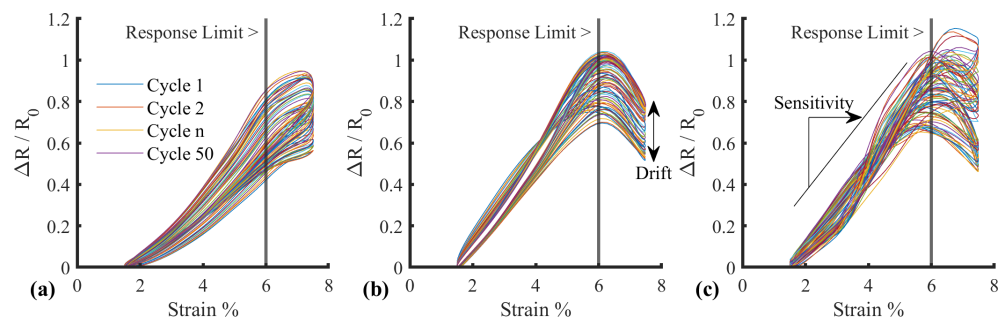 1.2
1
0.8
0.6
0.4
0.2
0
ΔR / R0
Response Limit >
Cycle 1
Cycle 2
Cycle n
Cycle 50
0 2 4 6 8
(a)
Strain %
1.2
1
0.8
0.6
0.4
0.2
0
ΔR / R0
Response Limit >
Drift
0 2 4 6 8
(b)
Strain %
1.2
1
0.8
0.6
0.4
0.2
0
ΔR / R0
Response Limit >
Sensitivity
0 2 4 6 8
(c)
Strain %